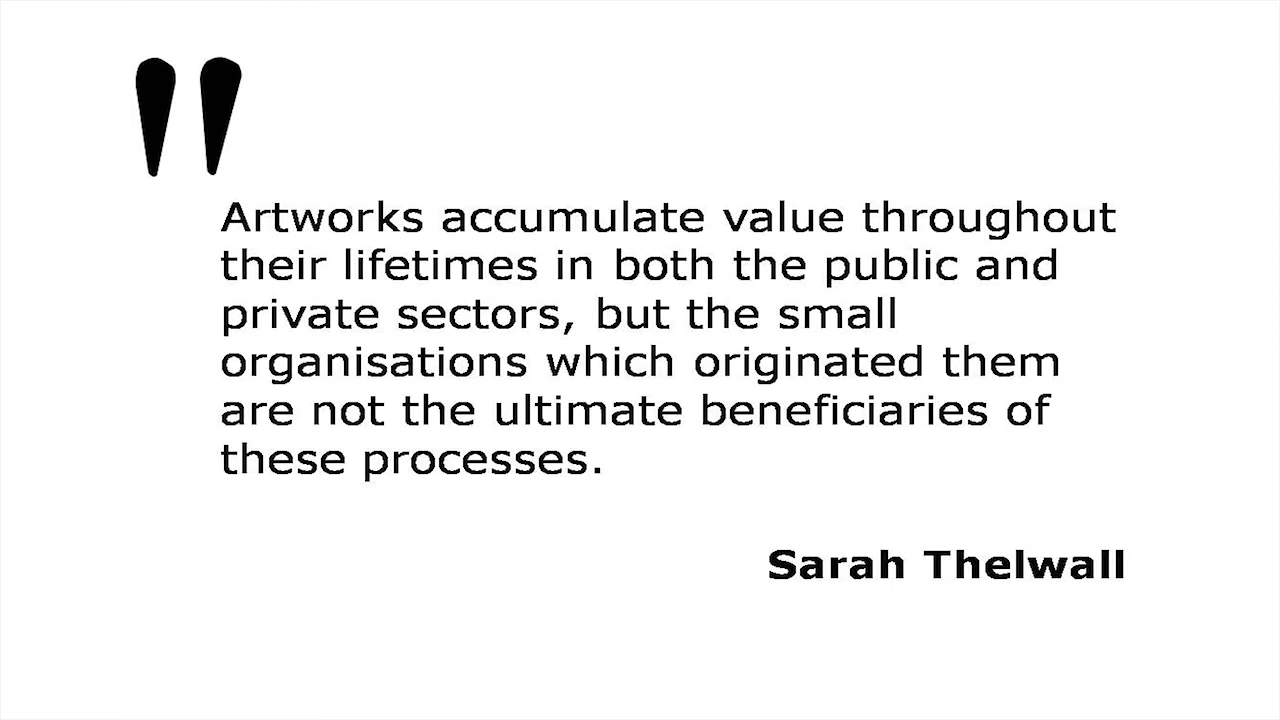 "
Artworks accumulate value throughout
their lifetimes in both the public and
private sectors, but the small
organisations which originated them
are not the ultimate beneficiaries of
these processes.
Sarah Thelwall